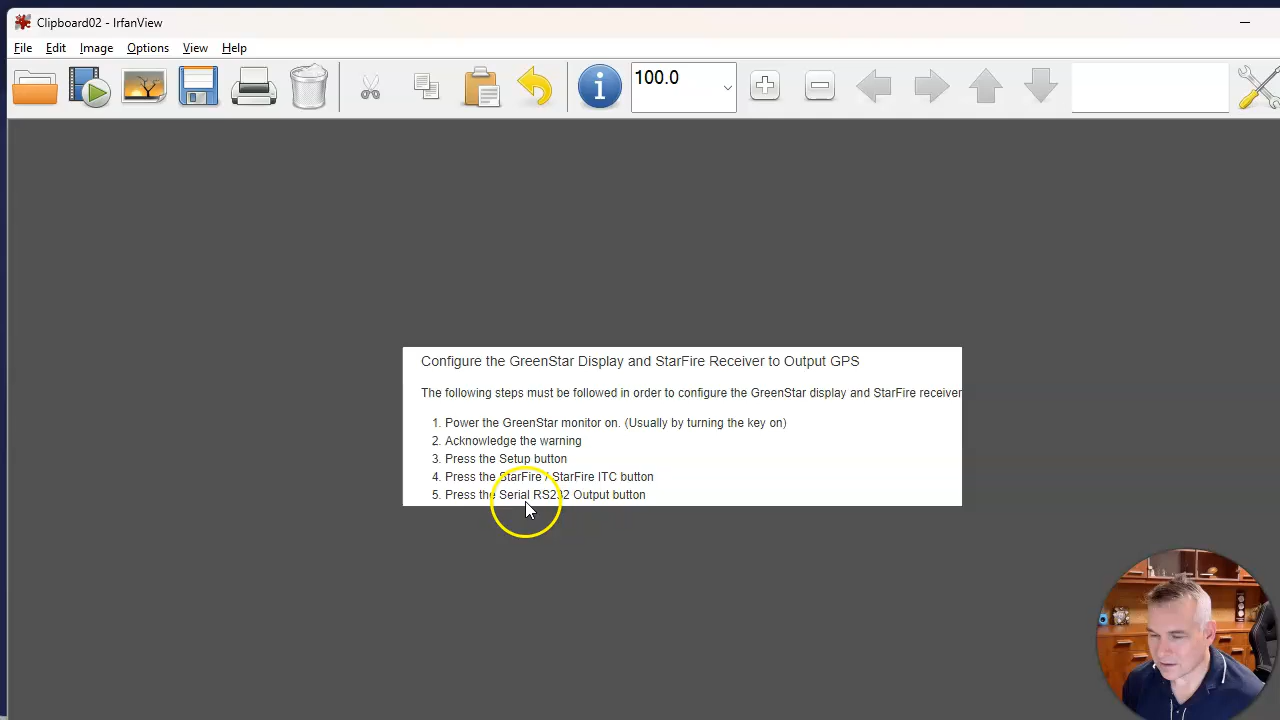 Clipboard02 - IrfanView
File Edit Image Options View Help
100.0
Configure the GreenStar Display and StarFire Receiver to Output GPS
The following steps must be followed in order to configure the GreenStar display and StarFire receiver
1. Power the GreenStar monitor on. (Usually by turning the key on)
2. Acknowledge the warning
3. Press the Setup button
4. Press the StarFire / StarFire ITC button
5. Press the Serial RS232 Output button